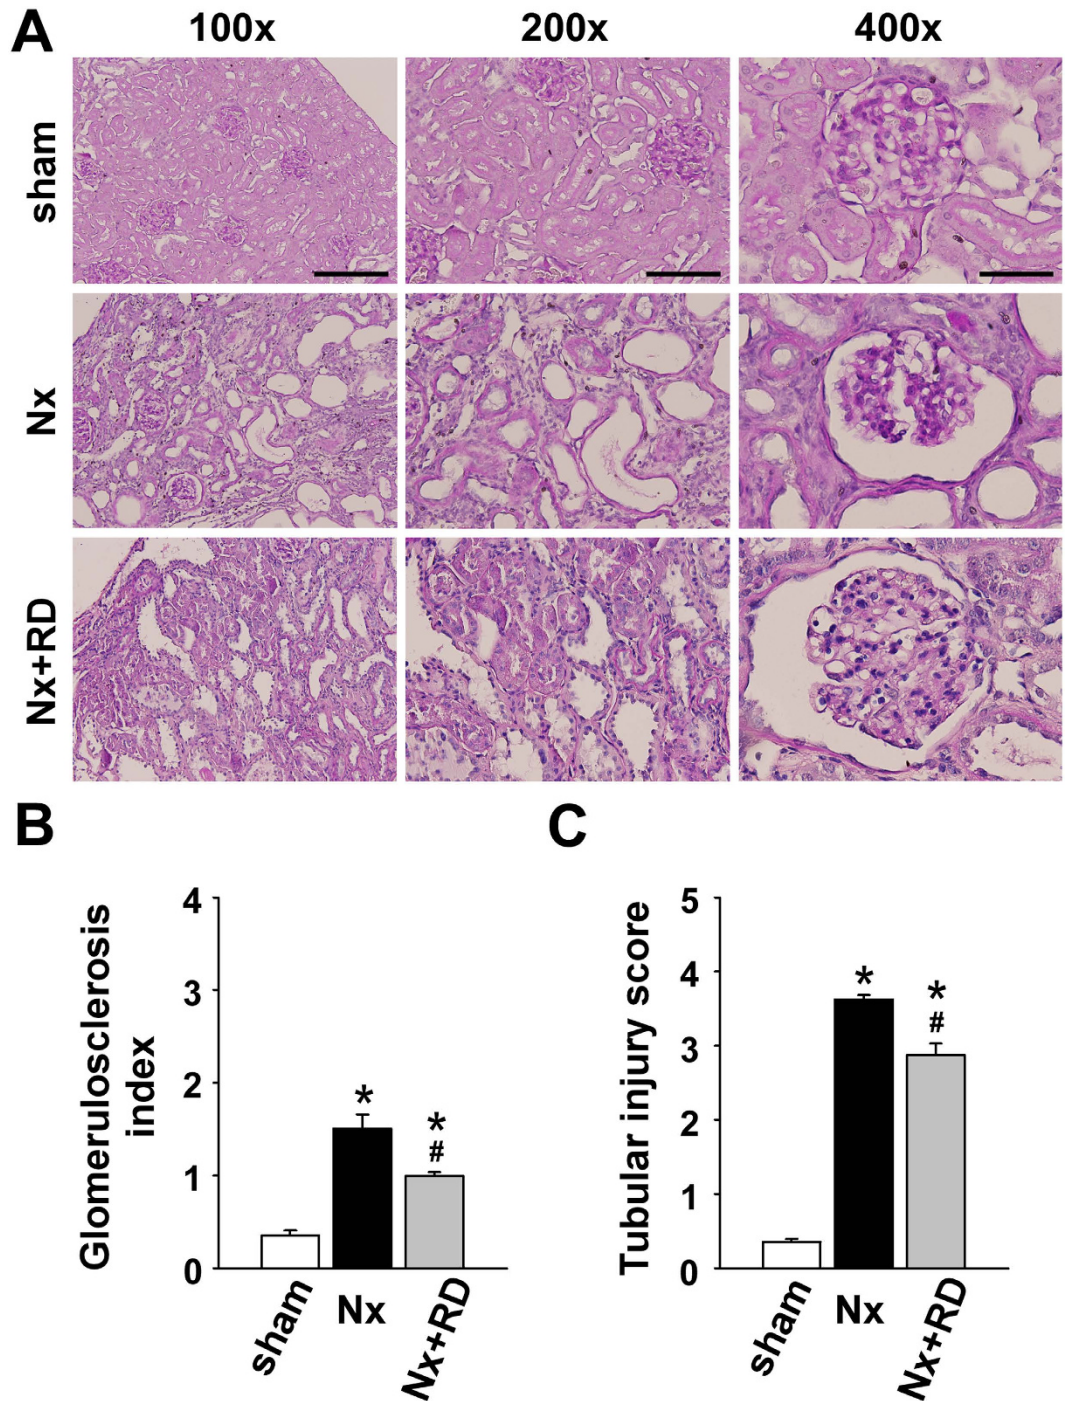 A
100x
200x
400x
sham
Nx
Nx+RD
B
Glomerulosclerosis
index
4
3
2
1
0
*
*
#
sham
Nx
Nx+RD
C
Tubular injury score
5
4
3
2
1
0
*
*
#
sham
Nx
Nx+RD